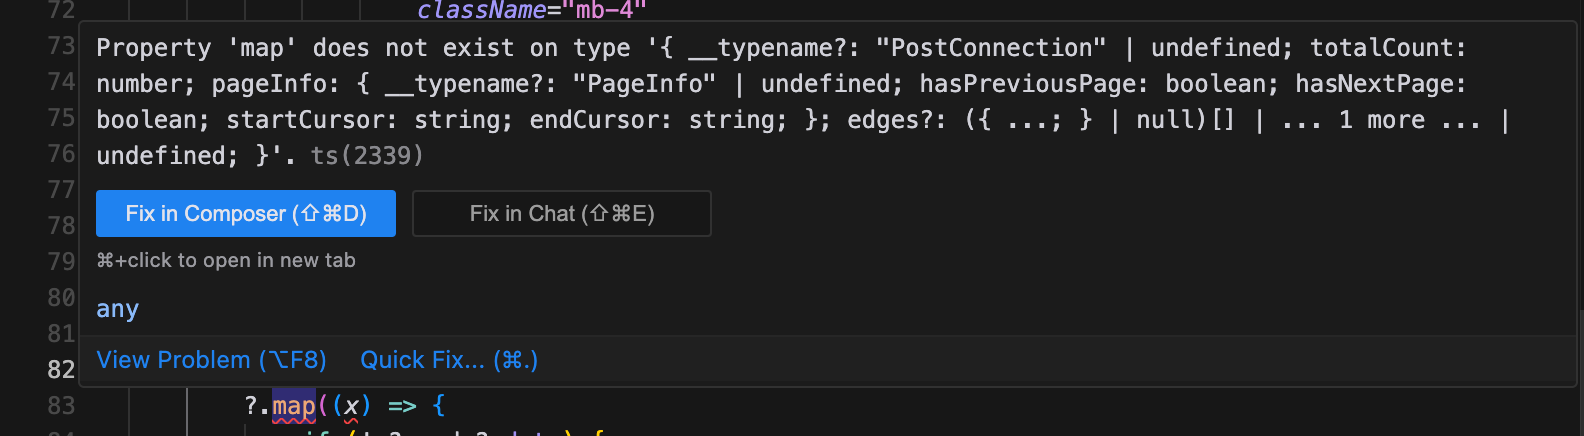 72 className="mb-4"
73 Property 'map' does not exist on type '{ __typename?: "PostConnection" | undefined; totalCount:
74 number; pageInfo: { __typename?: "PageInfo" | undefined; hasPreviousPage: boolean; hasNextPage:
75 boolean; startCursor: string; endCursor: string; }; edges?: ({ ...; } | null)[] | ... 1 more ... |
76 undefined; }'. ts(2339)
77
78 Fix in Composer (⇧⌘D) Fix in Chat (⇧⌘E)
79 ⌘+click to open in new tab
80 any
81
82 View Problem (⌥F8) Quick Fix... (⌘.)
83 ?.map((x) => {